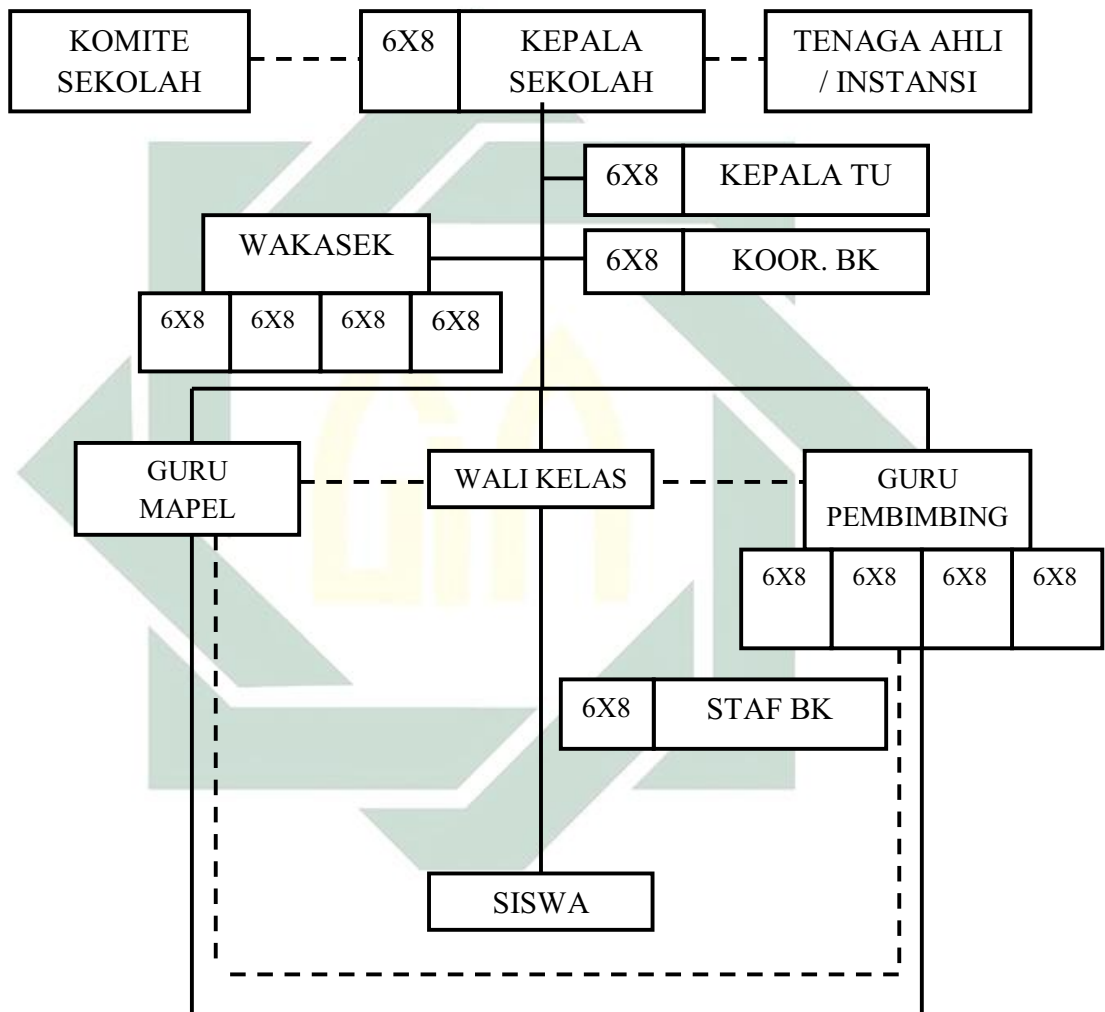 KOMITE
SEKOLAH
6X8
KEPALA
SEKOLAH
TENAGA AHLI
/ INSTANSI
6X8
KEPALA TU
WAKASEK
6X8
KOOR. BK
6X8
6X8
6X8
6X8
GURU
MAPEL
WALI KELAS
GURU
PEMBIMBING
6X8
6X8
6X8
6X8
6X8
STAF BK
SISWA